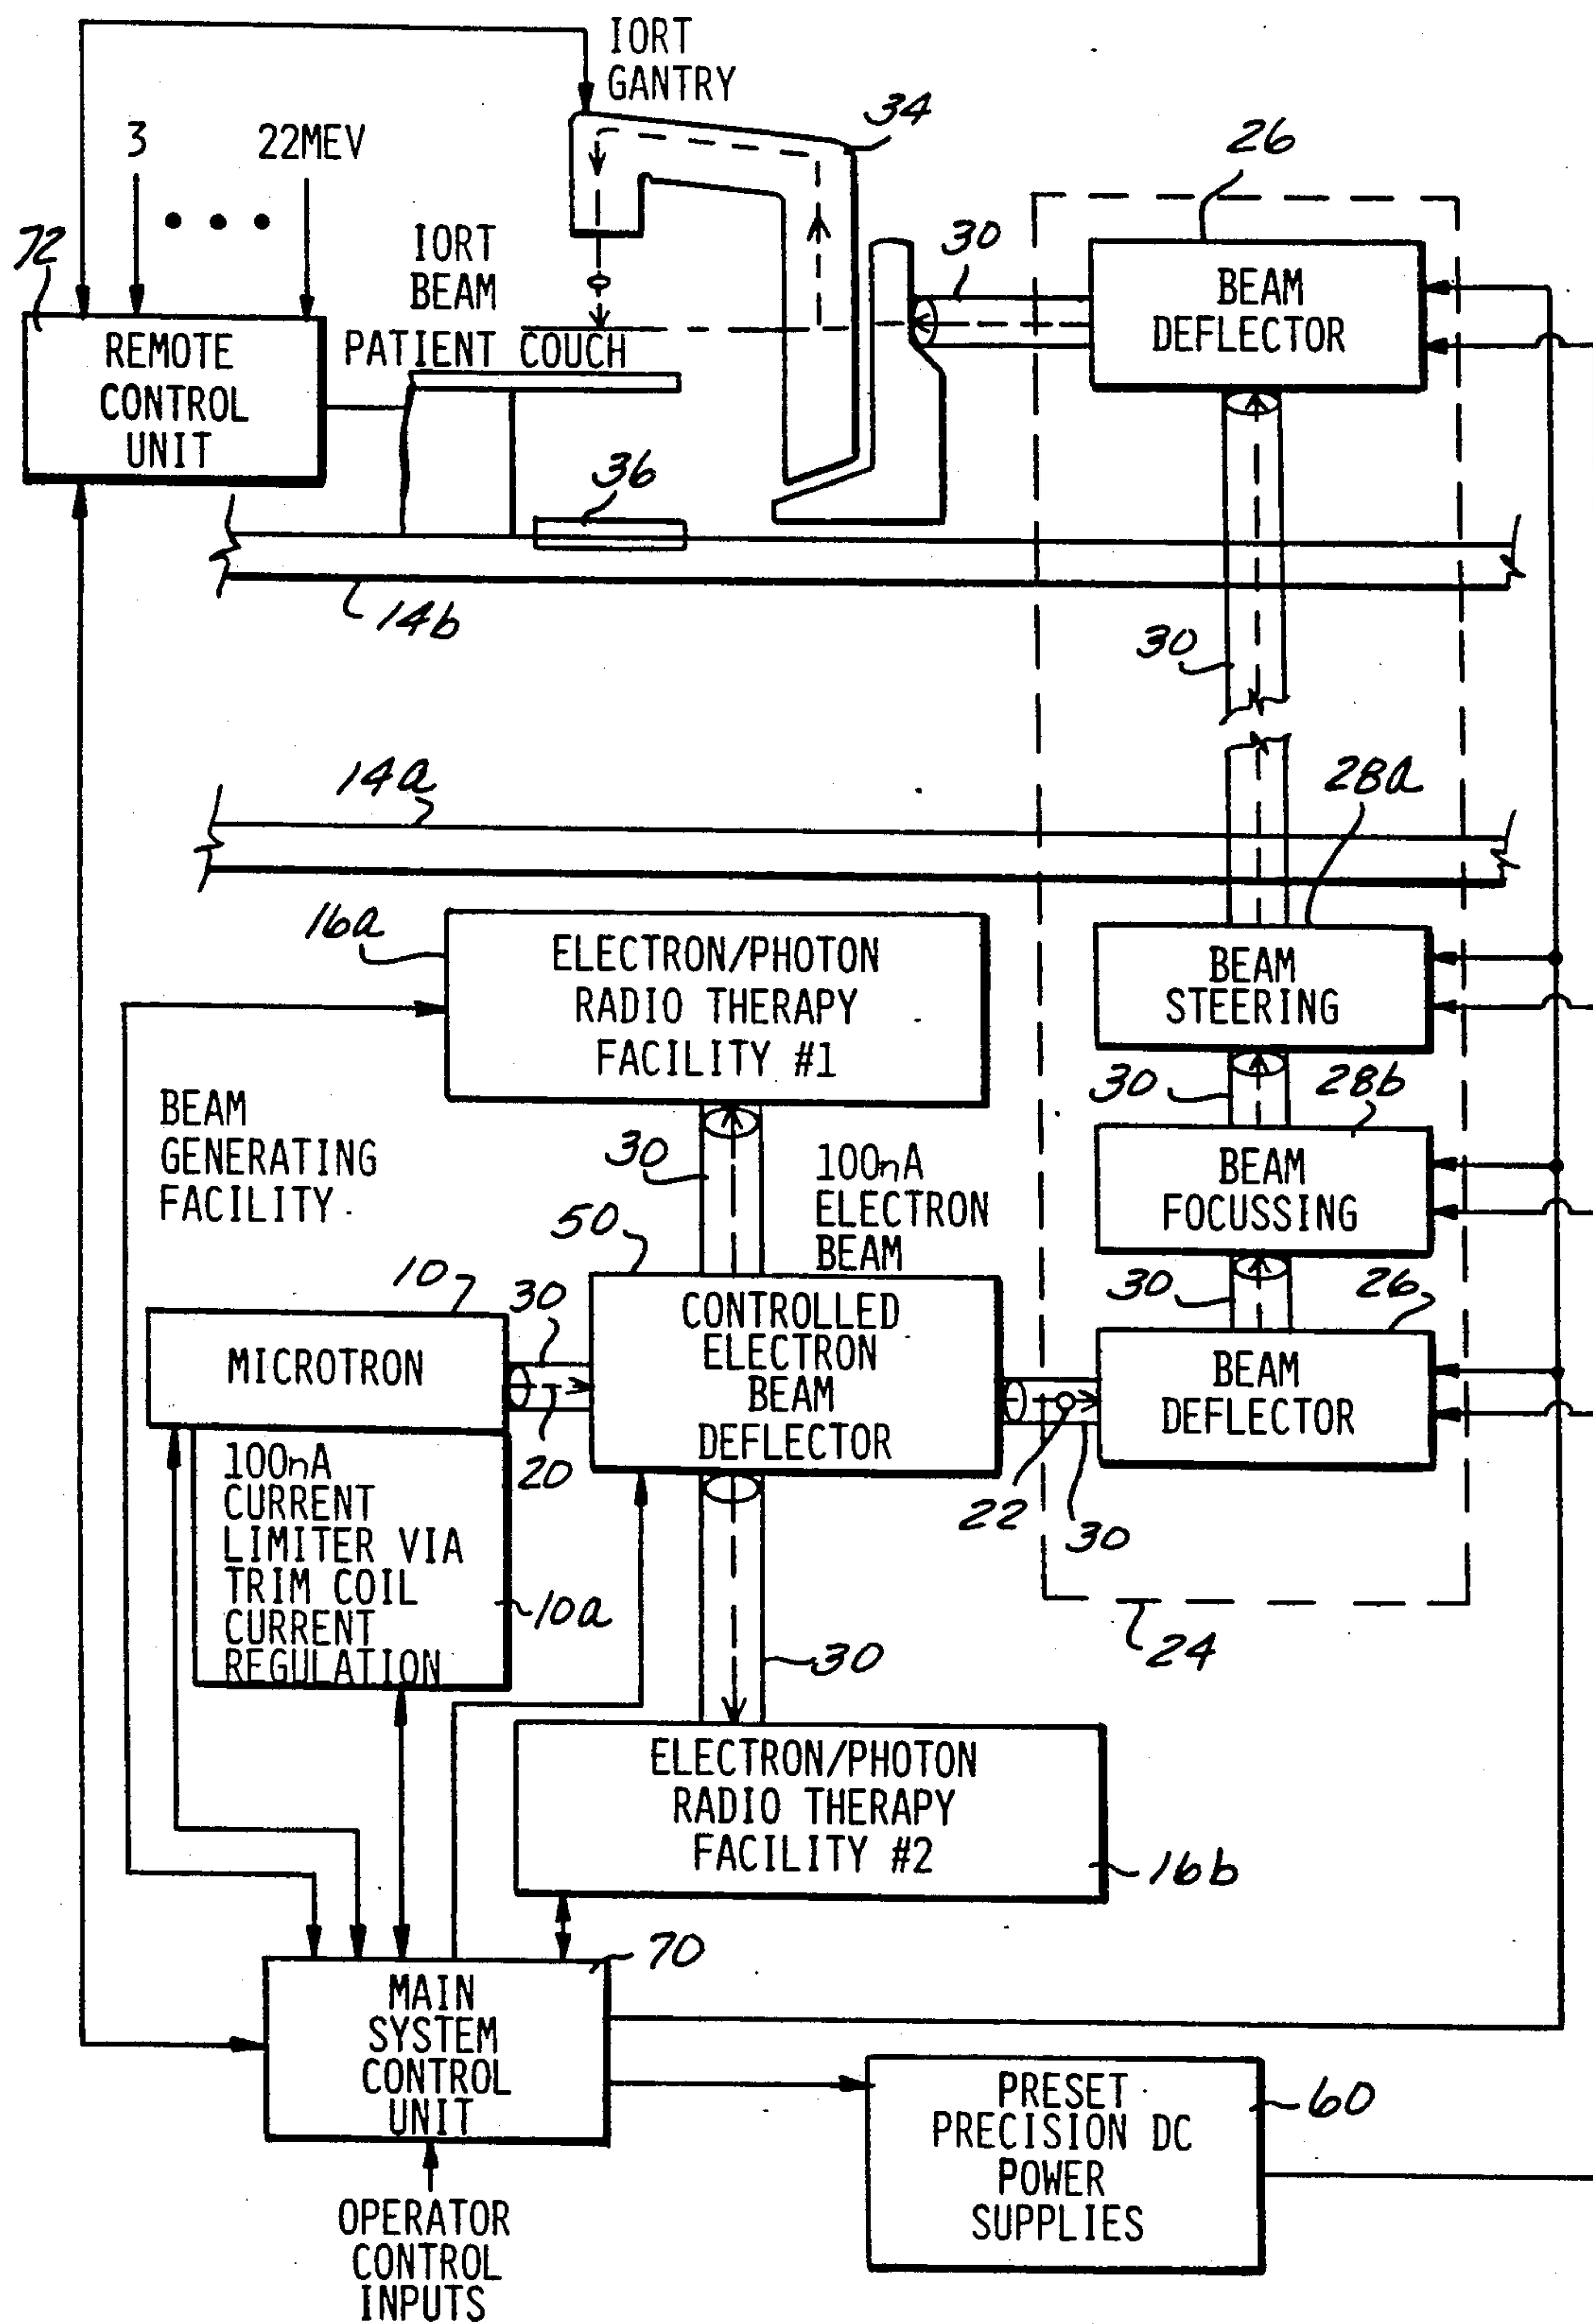 IORT
GANTRY
34
3
22MEV
26
72
IORT
BEAM
30
BEAM
DEFLECTOR
REMOTE
CONTROL
UNIT
PATIENT COUCH
36
14b
30
14a
28a
16a
ELECTRON/PHOTON
RADIO THERAPY
FACILITY #1
BEAM
STEERING
BEAM
GENERATING
FACILITY
30
100nA
ELECTRON
BEAM
30
28b
BEAM
FOCUSSING
50
10
30
30
26
MICROTRON
CONTROLLED
ELECTRON
BEAM
DEFLECTOR
BEAM
DEFLECTOR
20
22
30
100nA
CURRENT
LIMITER VIA
TRIM COIL
CURRENT
REGULATION
10a
30
24
ELECTRON/PHOTON
RADIO THERAPY
FACILITY #2
16b
70
MAIN
SYSTEM
CONTROL
UNIT
PRESET
PRECISION DC
POWER
SUPPLIES
60
OPERATOR
CONTROL
INPUTS